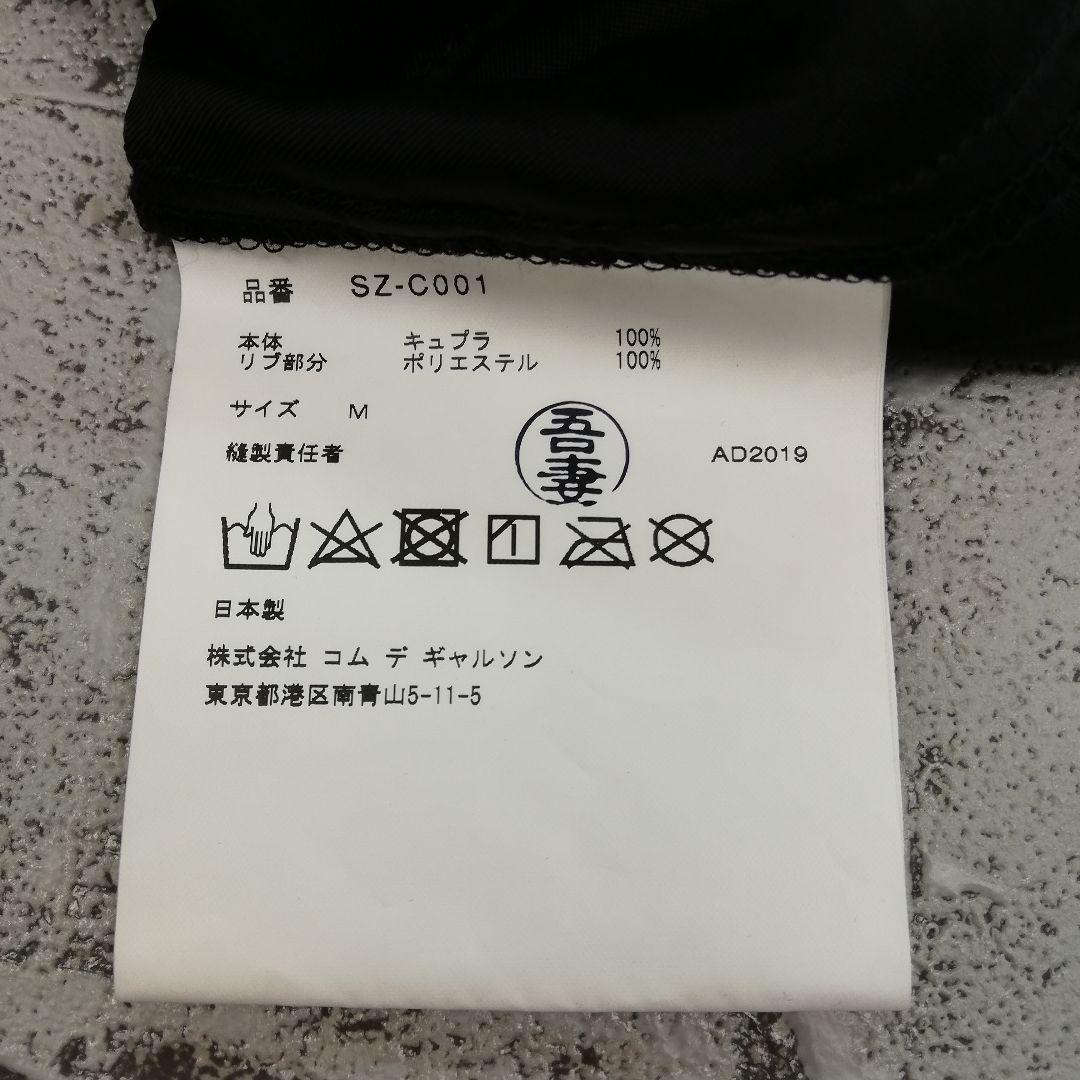 品番 SZ-C001
本体 キュプラ 100%
リブ部分 ポリエステル 100%
サイズ M
縫製責任者 吾妻 AD2019
日本製
株式会社 コム デ ギャルソン
東京都港区南青山5-11-5